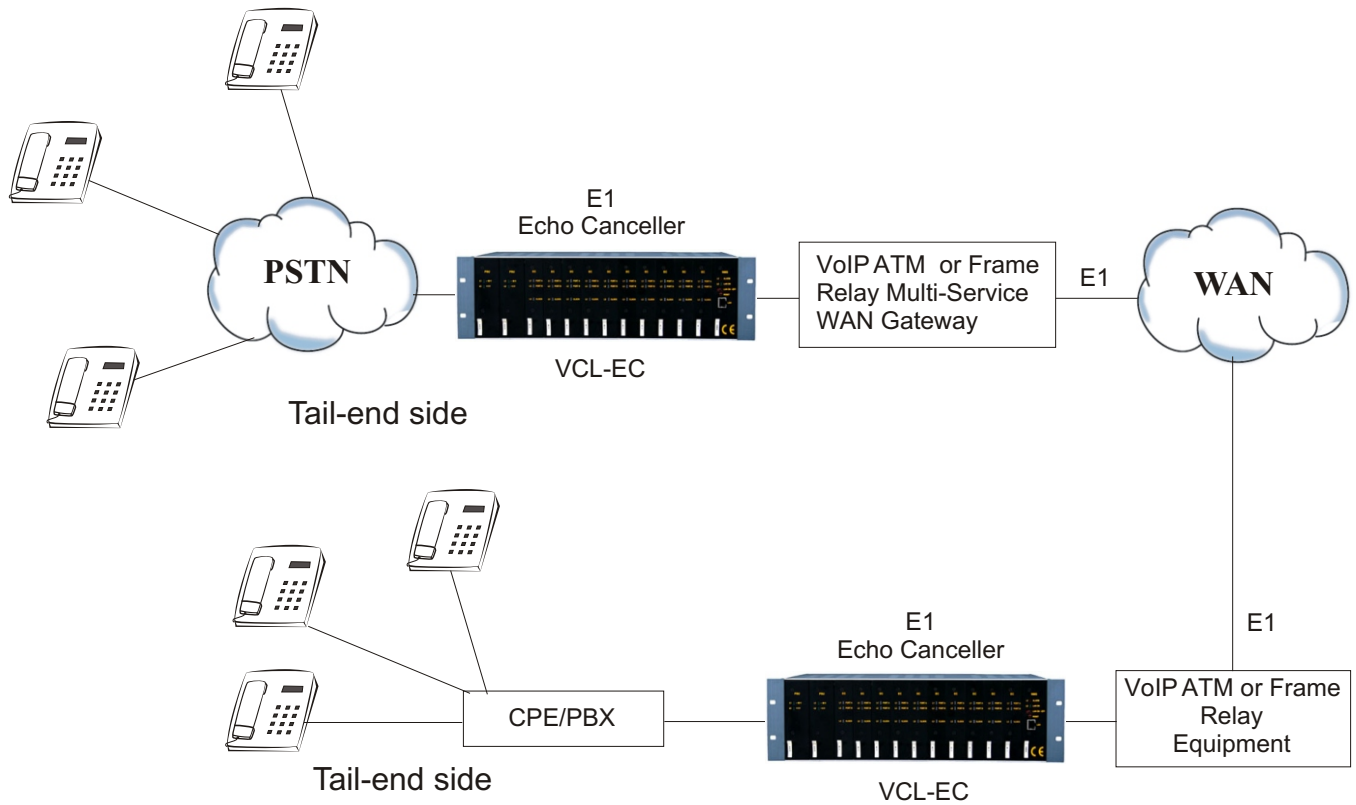 E1
Echo Canceller
PSTN
VoIP ATM or Frame
Relay Multi-Service
WAN Gateway
E1
WAN
VCL-EC
Tail-end side
E1
Echo Canceller
E1
CPE/PBX
VoIP ATM or Frame
Relay
Equipment
Tail-end side
VCL-EC